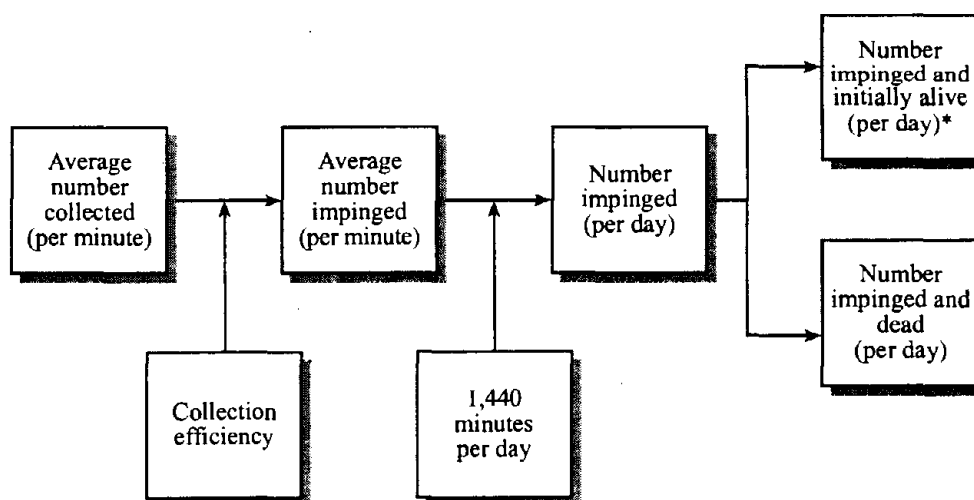 Average
number
collected
(per minute)
Average
number
impinged
(per minute)
Number
impinged
(per day)
Number
impinged and
initially alive
(per day)*
Number
impinged and
dead
(per day)
Collection
efficiency
1,440
minutes
per day